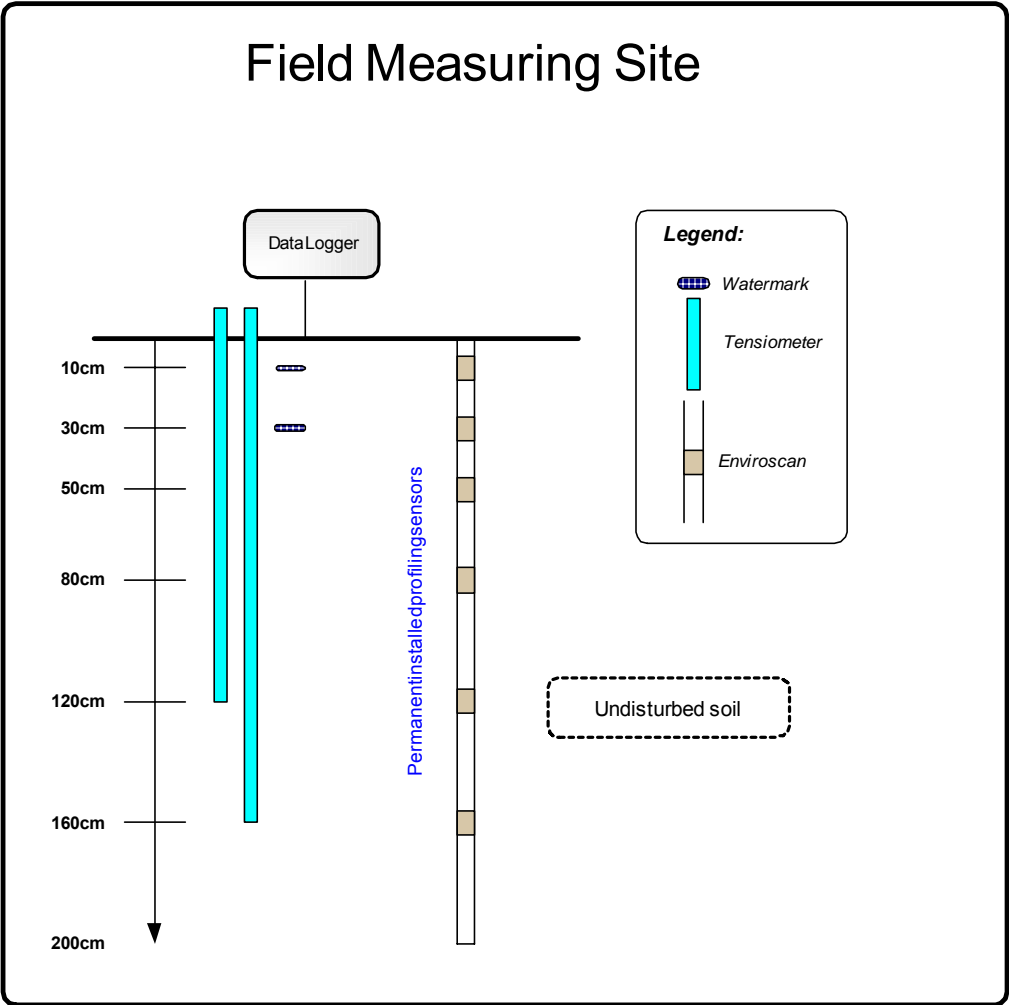 Field Measuring Site
DataLogger
Legend:
Watermark
Tensiometer
Enviroscan
10cm
30cm
50cm
80cm
120cm
160cm
200cm
Permanentinstalledprofilingsensors
Undisturbed soil